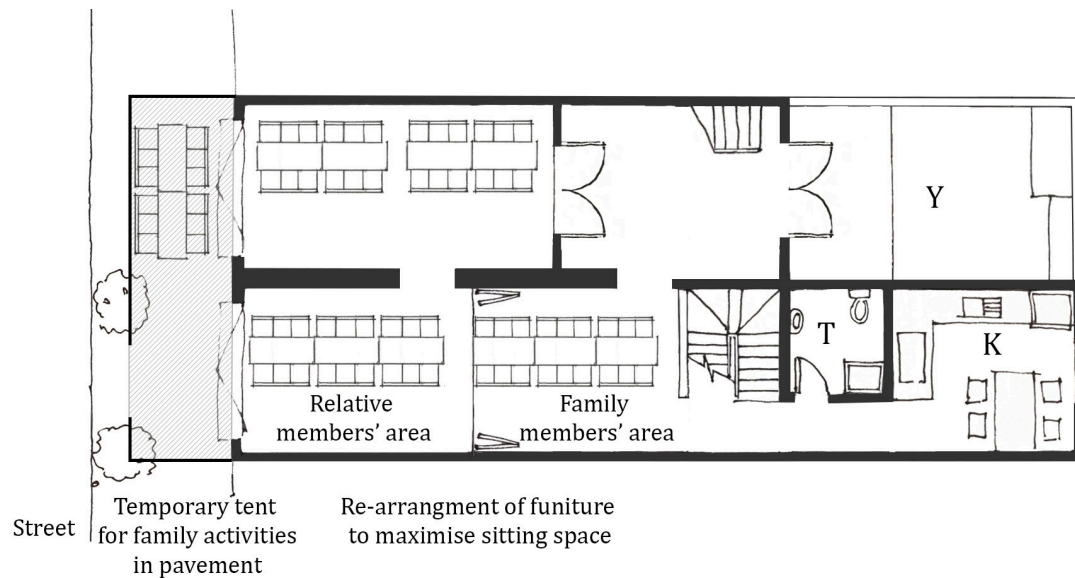 Y
T
K
Relative
members’ area
Family
members’ area
Street
Temporary tent
for family activities
in pavement
Re-arrangment of funiture
to maximise sitting space